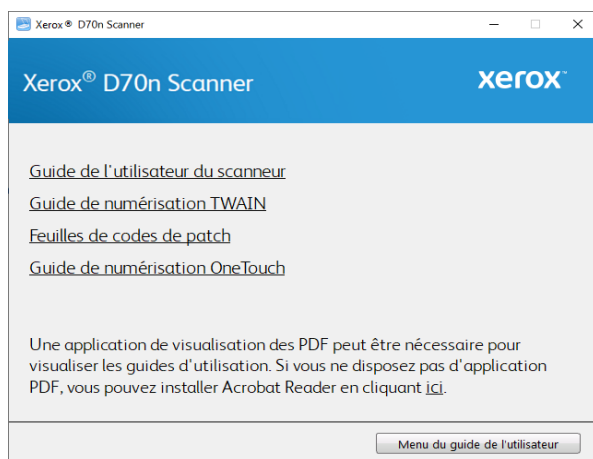 Xerox® D70n Scanner
Xerox® D70n Scanner
xerox™
Guide de l'utilisateur du scanneur
Guide de numérisation TWAIN
Feuilles de codes de patch
Guide de numérisation OneTouch
Une application de visualisation des PDF peut être nécessaire pour
visualiser les guides d'utilisation. Si vous ne disposez pas d'application
PDF, vous pouvez installer Acrobat Reader en cliquant ici.
Menu du guide de l'utilisateur